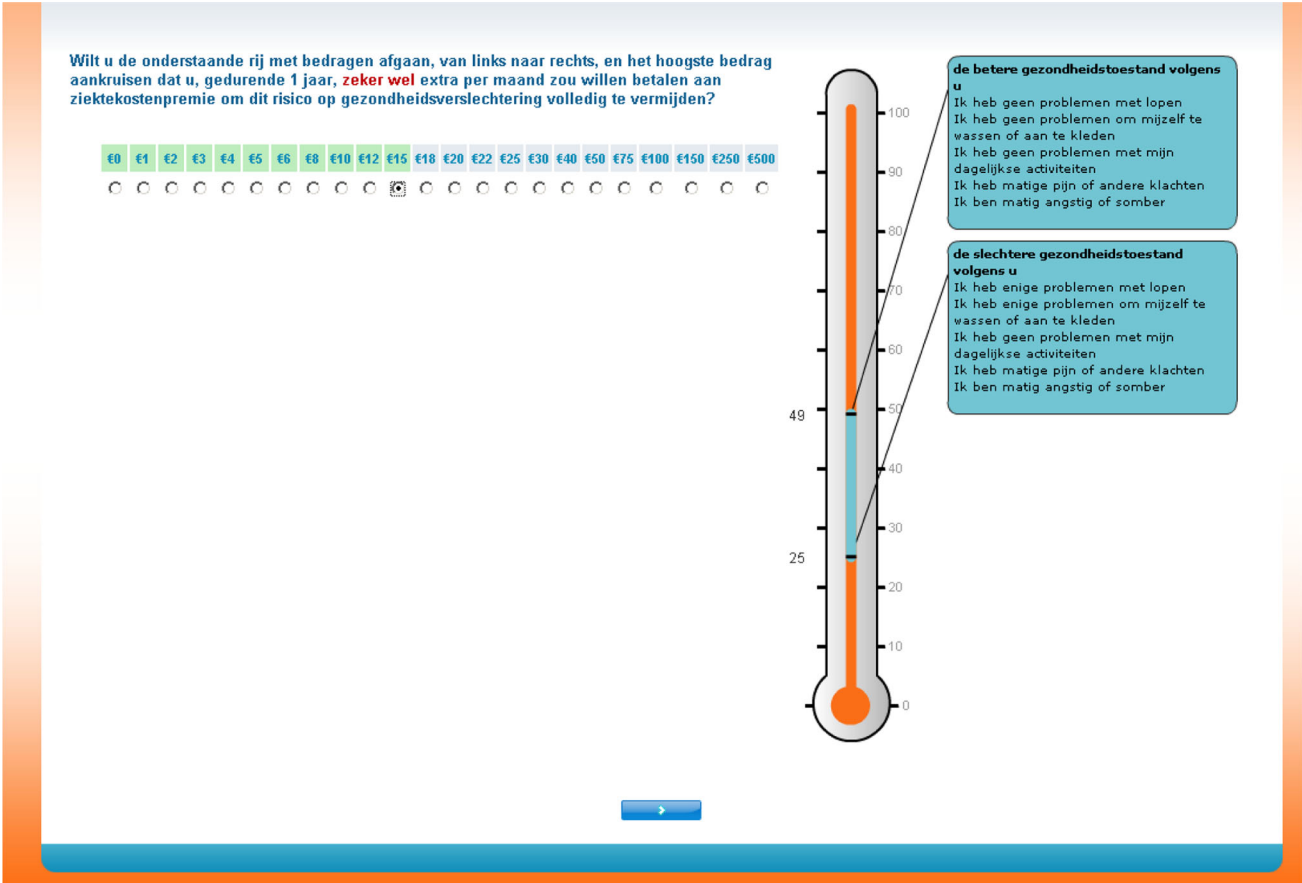 Wilt u de onderstaande rij met bedragen afgaan, van links naar rechts, en het hoogste bedrag
aankruisen dat u, gedurende 1 jaar, zeker wel extra per maand zou willen betalen aan
ziektekostenpremie om dit risico op gezondheidsverslechtering volledig te vermijden?
€0 €1 €2 €3 €4 €5 €6 €8 €10 €12 €15 €18 €20 €22 €25 €30 €40 €50 €75 €100 €150 €250 €500
100
90
80
70
60
50
49
40
30
25
20
10
0
de betere gezondheidstoestand volgens
u
Ik heb geen problemen met lopen
Ik heb geen problemen om mijzelf te
wassen of aan te kleden
Ik heb geen problemen met mijn
dagelijkse activiteiten
Ik heb matige pijn of andere klachten
Ik ben matig angstig of somber
de slechtere gezondheidstoestand
volgens u
Ik heb enige problemen met lopen
Ik heb enige problemen om mijzelf te
wassen of aan te kleden
Ik heb geen problemen met mijn
dagelijkse activiteiten
Ik heb matige pijn of andere klachten
Ik ben matig angstig of somber